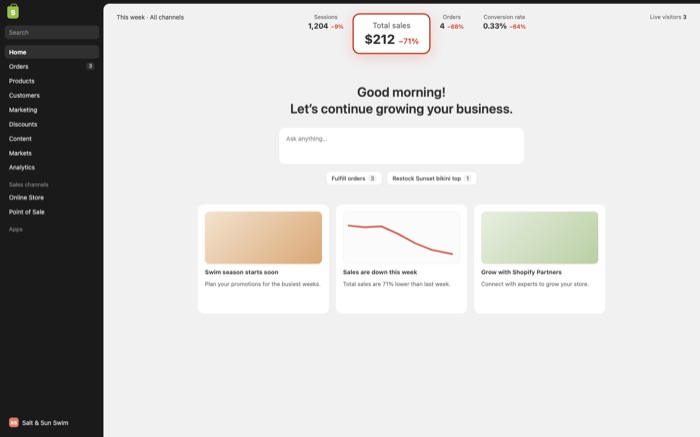 Search
Home
Orders 3
Products
Customers
Marketing
Discounts
Content
Markets
Analytics
Sales channels
Online Store
Point of Sale
Apps
Salt & Sun Swim
This week · All channels
Sessions
1,204 -9%
Total sales
$212 -71%
Orders
4 -68%
Conversion rate
0.33% -64%
Live visitors 3
Good morning!
Let's continue growing your business.
Ask anything...
Fulfill orders 3
Restock Sunset bikini top 1
Swim season starts soon
Plan your promotions for the busiest weeks.
Sales are down this week
Total sales are 71% lower than last week.
Grow with Shopify Partners
Connect with experts to grow your store.